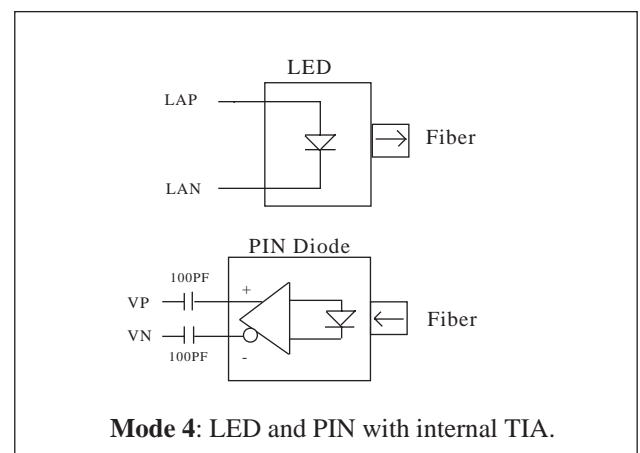 LED
LAP
Fiber
LAN
PIN Diode
100PF
+
VP
Fiber
VN
100PF
-
Mode 4: LED and PIN with internal TIA.